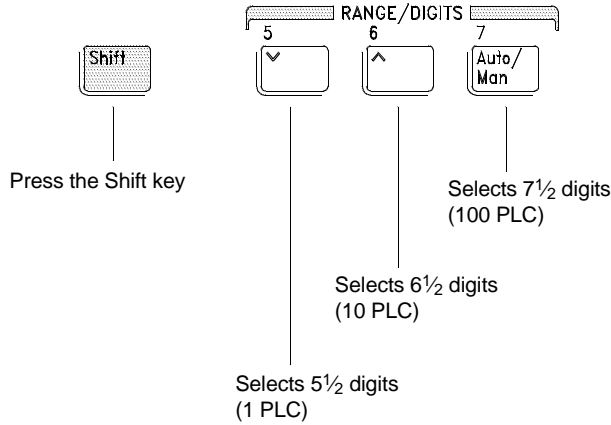 RANGE/DIGITS
5 6 7
Shift
Auto/
Man
Press the Shift key
Selects 7½ digits
(100 PLC)
Selects 6½ digits
(10 PLC)
Selects 5½ digits
(1 PLC)